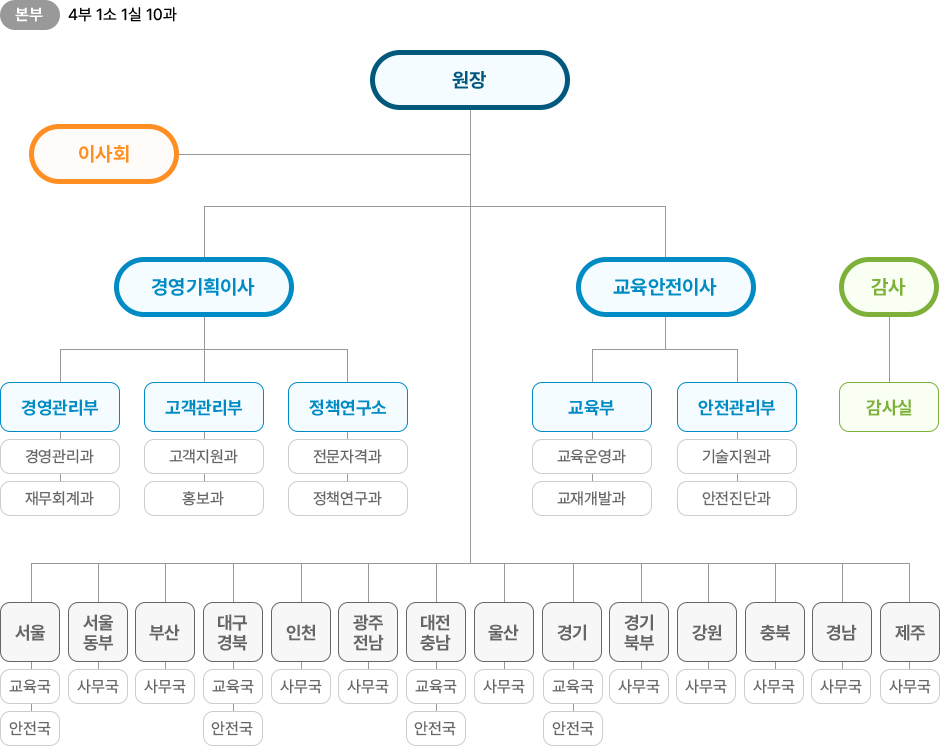 본부 4부 1소 1실 10과
원장
이사회
경영기획이사 교육안전이사 감사
경영관리부 고객관리부 정책연구소 교육부 안전관리부 감사실
경영관리과 고객지원과 전문자격과 교육운영과 기술지원과
재무회계과 홍보과 정책연구과 교재개발과 안전진단과
서울 서울 동부 부산 대구 경북 인천 광주 전남 대전 충남 울산 경기 경기 북부 강원 충북 경남 제주
교육국 사무국 사무국 교육국 사무국 사무국 교육국 사무국 교육국 사무국 사무국 사무국 사무국 사무국
안전국 안전국 안전국 안전국